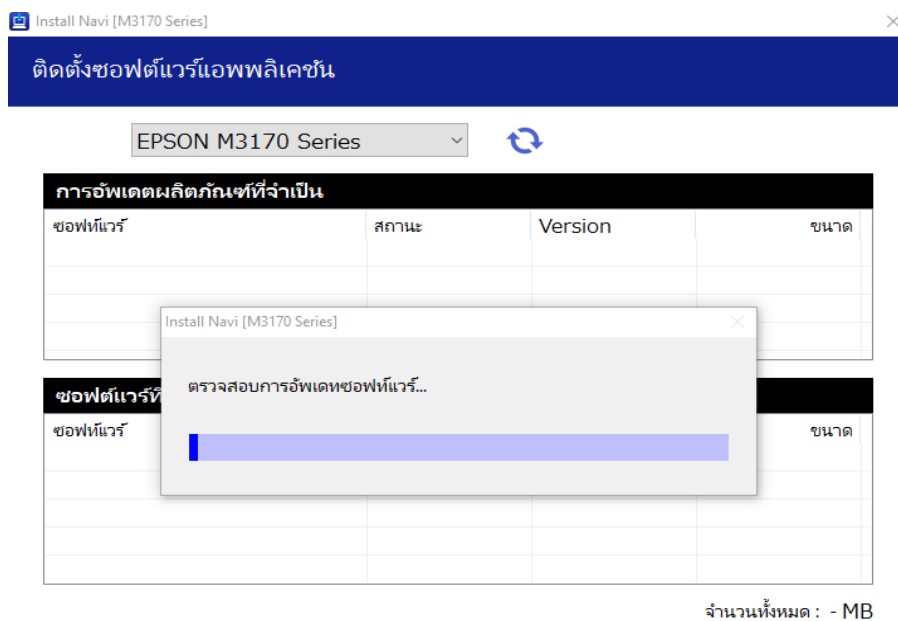 Install Navi [M3170 Series]
ติดตั้งซอฟต์แวร์แอพพลิเคชัน
EPSON M3170 Series
การอัพเดตผลิตภัณฑ์ที่จำเป็น
ซอฟท์แวร์ สถานะ Version ขนาด
Install Navi [M3170 Series]
ตรวจสอบการอัพเดทซอฟท์แวร์...
ซอฟต์แวร์ที่
ซอฟท์แวร์ ขนาด
จำนวนทั้งหมด : - MB